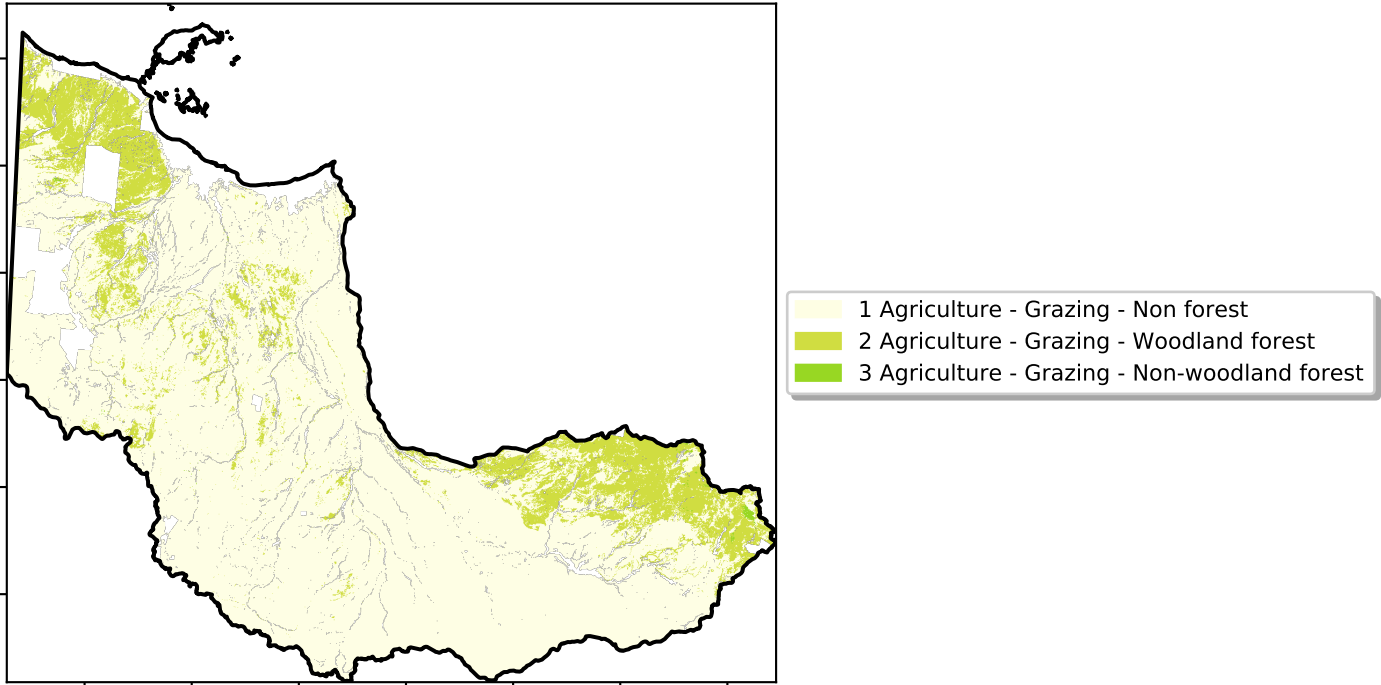 1 Agriculture - Grazing - Non forest
2 Agriculture - Grazing - Woodland forest
3 Agriculture - Grazing - Non-woodland forest